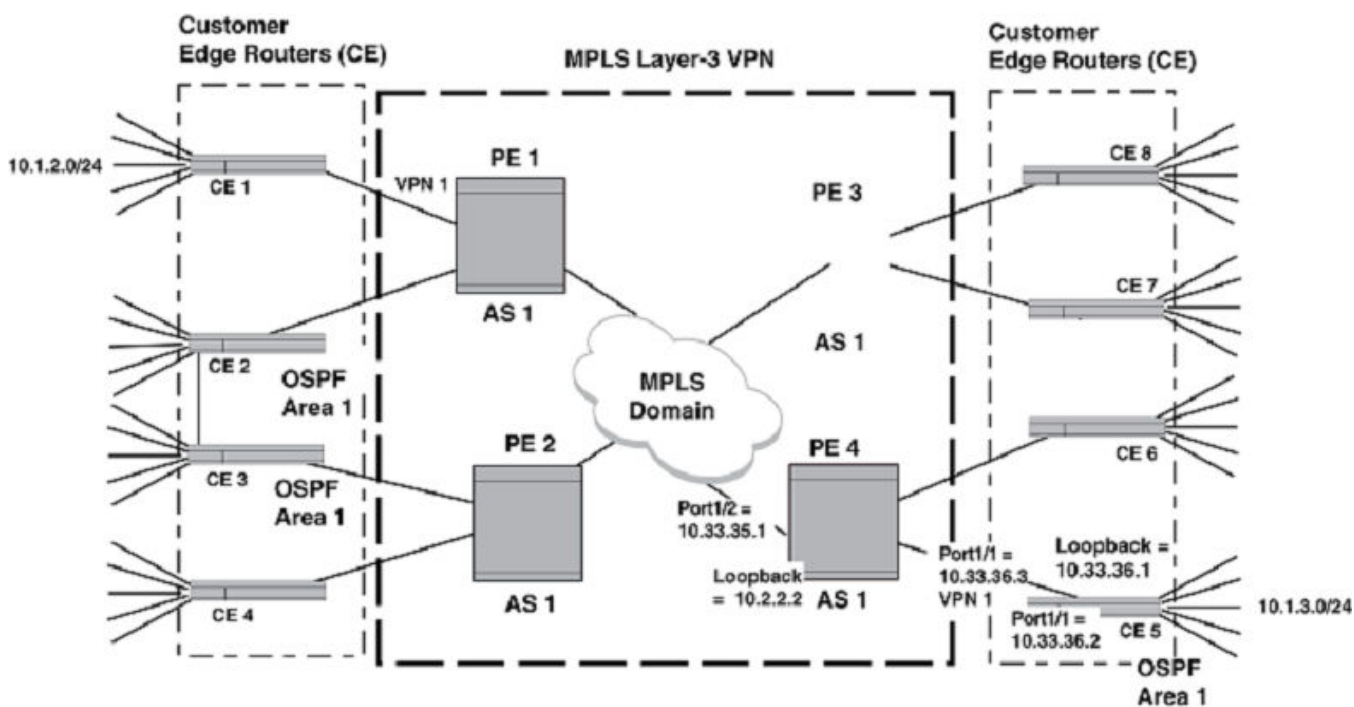 Customer
Edge Routers (CE)
MPLS Layer-3 VPN
Customer
Edge Routers (CE)
10.1.2.0/24
CE 1
VPN 1
PE 1
AS 1
PE 3
AS 1
CE 8
CE 7
CE 2
OSPF
Area 1
MPLS
Domain
CE 3
OSPF
Area 1
PE 2
AS 1
PE 4
AS 1
CE 6
Port1/2 =
10.33.35.1
Loopback
= 10.2.2.2
Port1/1 =
10.33.36.3
VPN 1
Loopback =
10.33.36.1
CE 4
Port1/1 =
10.33.36.2
CE 5
10.1.3.0/24
OSPF
Area 1